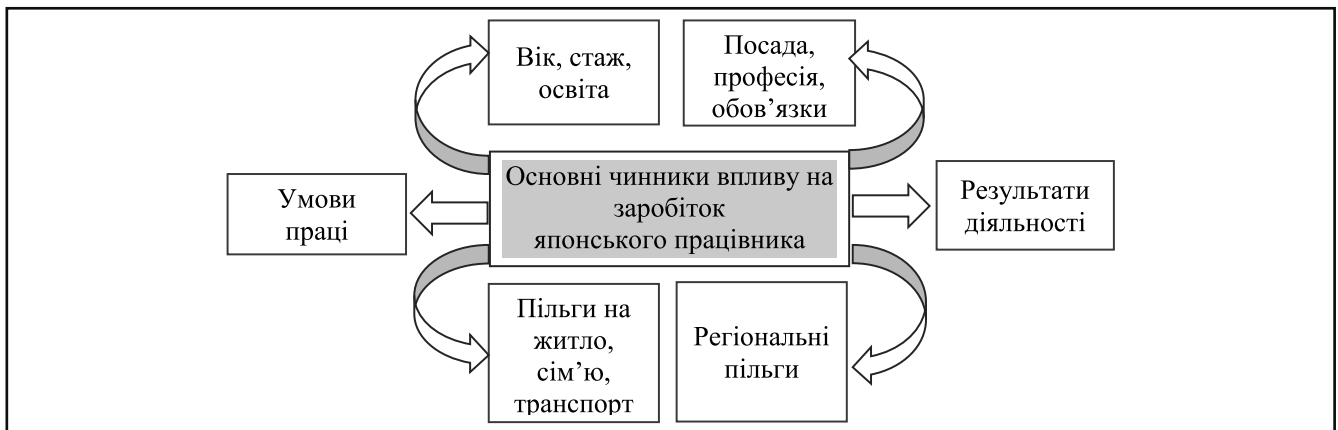 Вік, стаж,
освіта
Посада,
професія,
обов’язки
Умови
праці
Основні чинники впливу на
заробіток
японського працівника
Результати
діяльності
Пільги на
житло,
сім’ю,
транспорт
Регіональні
пільги